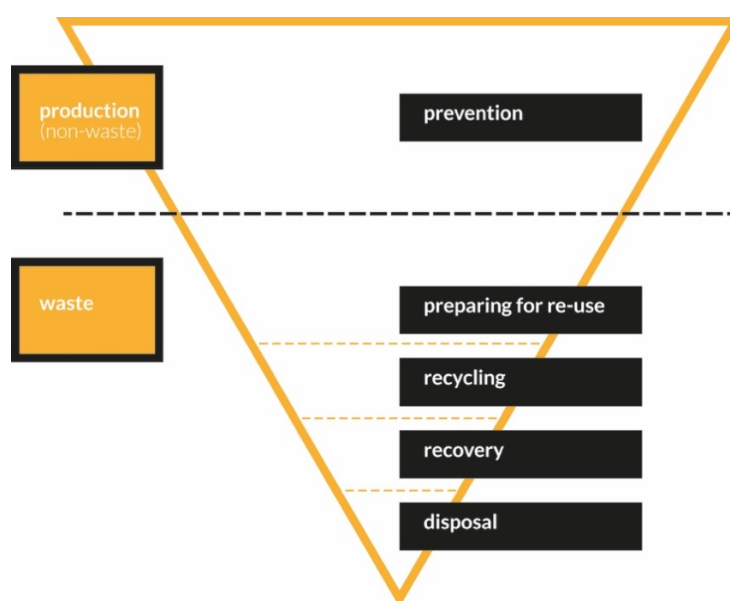 production
(non-waste)
prevention
waste
preparing for re-use
recycling
recovery
disposal